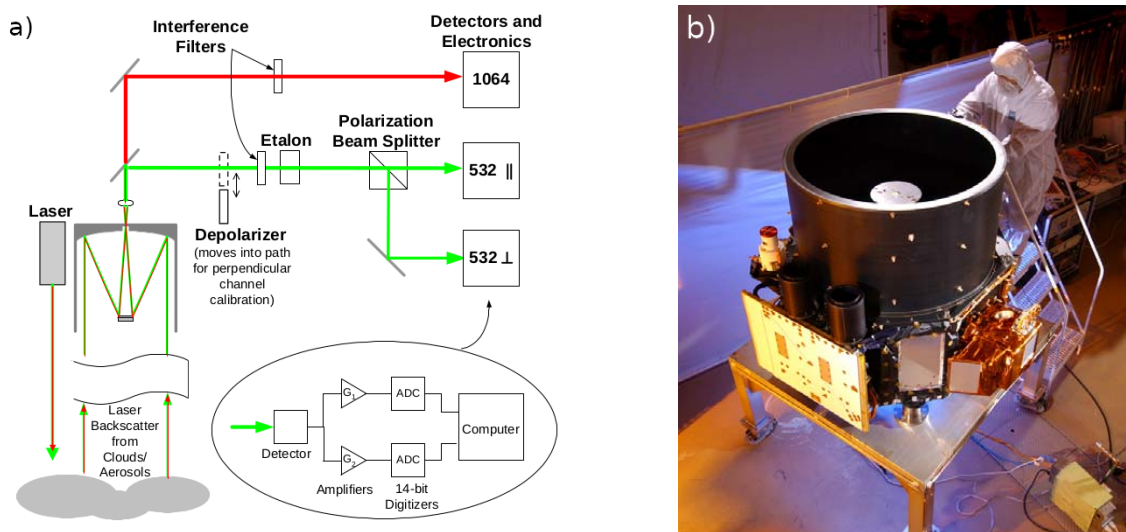 a)
Interference
Filters
Detectors and
Electronics
1064
Etalon
Polarization
Beam Splitter
532 ||
Laser
Depolarizer
(moves into path
for perpendicular
channel
calibration)
532 ⊥
Laser
Backscatter
from
Clouds/
Aerosols
G1
ADC
Detector
Computer
G2
ADC
Amplifiers
14-bit
Digitizers
b)